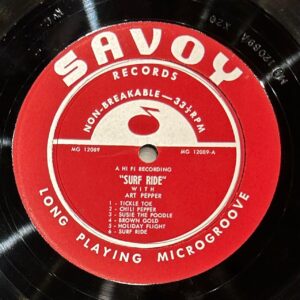 SAVOY
RECORDS
NON-BREAKABLE—33⅓RPM
MG 12089
MG 12089-A
A HI FI RECORDING
"SURF RIDE"
WITH
ART PEPPER
1 - TICKLE TOE
2 - CHILI PEPPER
3 - SUSIE THE POODLE
4 - BROWN GOLD
5 - HOLIDAY FLIGHT
6 - SURF RIDE
LONG PLAYING MICROGROOVE